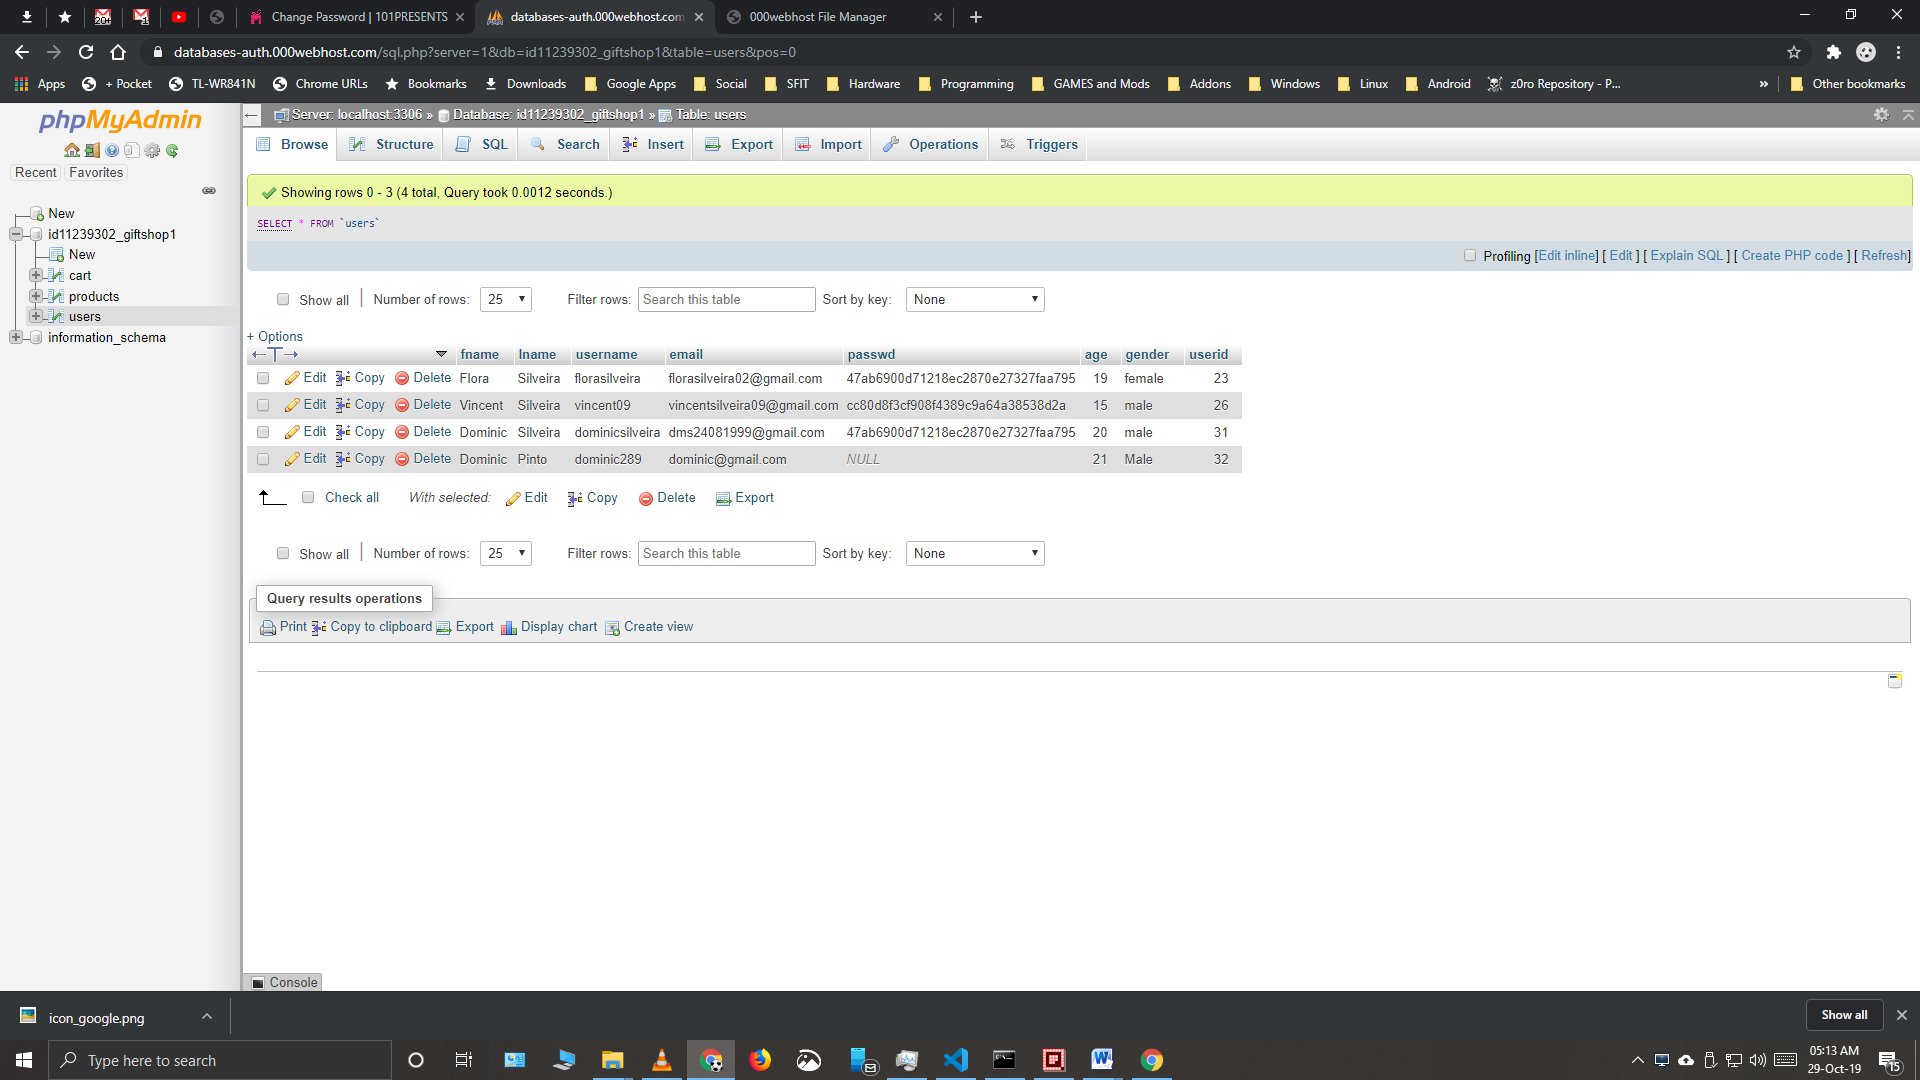 Change Password | 101PRESENTS
databases-auth.000webhost.com
000webhost File Manager
databases-auth.000webhost.com/sql.php?server=1&db=id11239302_giftshop1&table=users&pos=0
Apps
+ Pocket
TL-WR841N
Chrome URLs
Bookmarks
Downloads
Google Apps
Social
SFIT
Hardware
Programming
GAMES and Mods
Addons
Windows
Linux
Android
z0ro Repository - P...
»
Other bookmarks
phpMyAdmin
Recent
Favorites
New
id11239302_giftshop1
New
cart
products
users
information_schema
Server: localhost:3306 » Database: id11239302_giftshop1 » Table: users
Browse
Structure
SQL
Search
Insert
Export
Import
Operations
Triggers
Showing rows 0 - 3 (4 total, Query took 0.0012 seconds.)
SELECT * FROM `users`
Profiling [Edit inline] [ Edit ] [ Explain SQL ] [ Create PHP code ] [ Refresh]
Show all | Number of rows: 25 Filter rows: Search this table Sort by key: None
+ Options
fname lname username email passwd age gender userid
Edit Copy Delete Flora Silveira florasilveira florasilveira02@gmail.com 47ab6900d71218ec2870e27327faa795 19 female 23
Edit Copy Delete Vincent Silveira vincent09 vincentsilveira09@gmail.com cc80d8f3cf908f4389c9a64a38538d2a 15 male 26
Edit Copy Delete Dominic Silveira dominicsilveira dms24081999@gmail.com 47ab6900d71218ec2870e27327faa795 20 male 31
Edit Copy Delete Dominic Pinto dominic289 dominic@gmail.com NULL 21 Male 32
Check all With selected: Edit Copy Delete Export
Show all | Number of rows: 25 Filter rows: Search this table Sort by key: None
Query results operations
Print Copy to clipboard Export Display chart Create view
Console
icon_google.png
Show all
Type here to search
05:13 AM
29-Oct-19
15